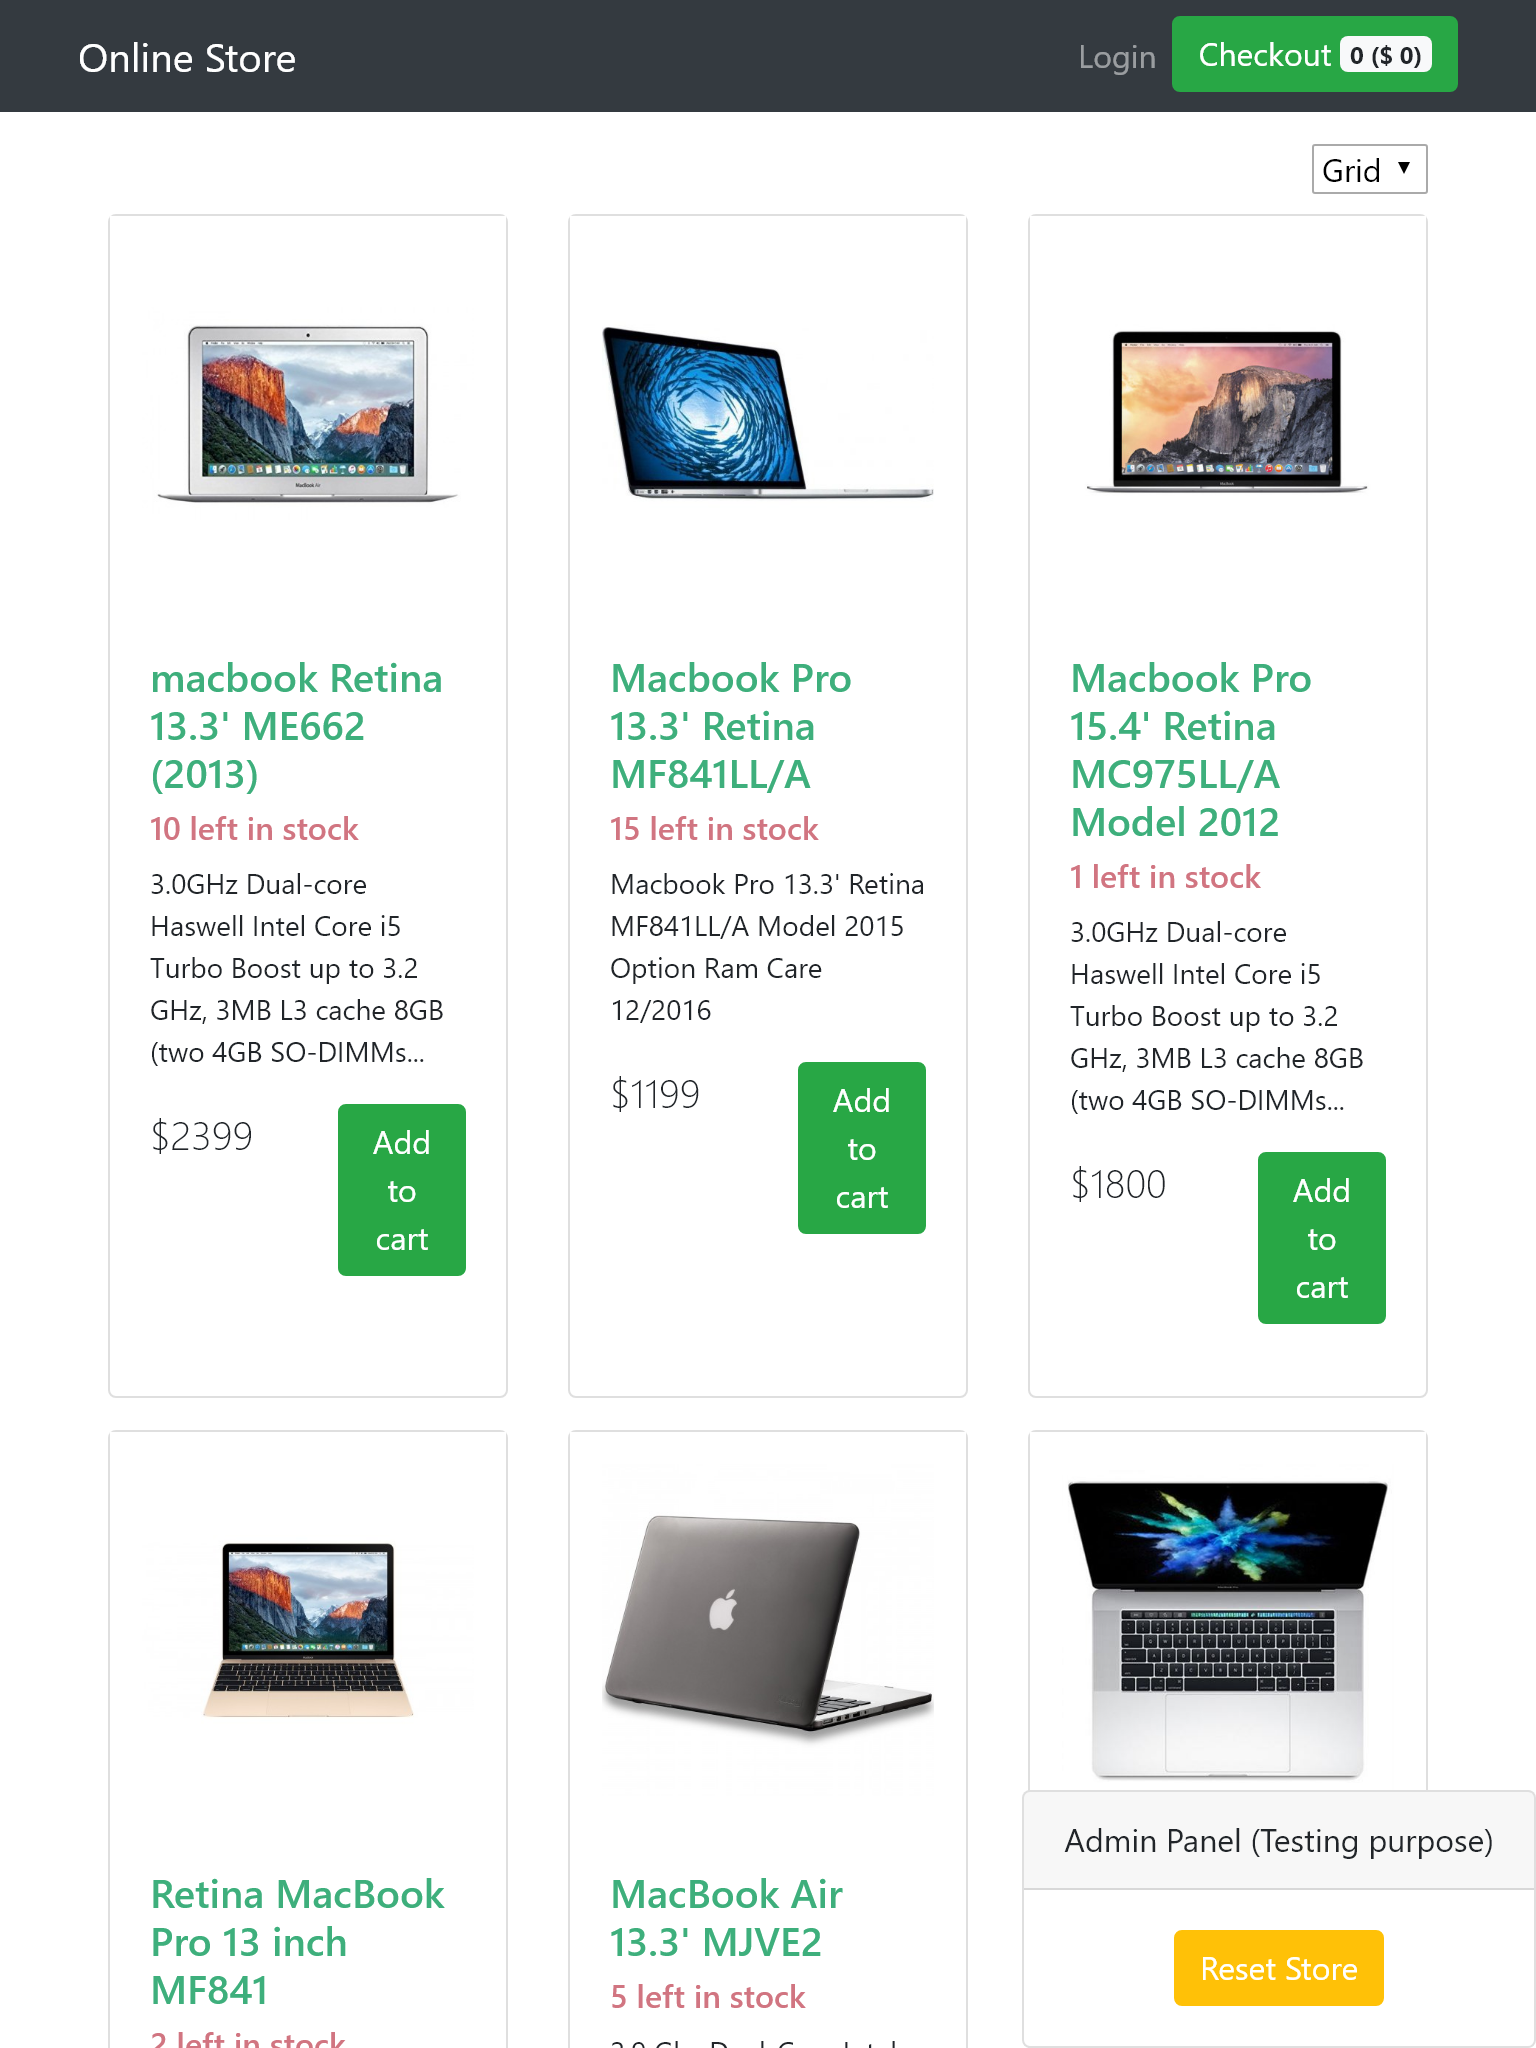 Online Store
Login
Checkout 0 ($ 0)
Grid
macbook Retina
13.3' ME662
(2013)
10 left in stock
3.0GHz Dual-core
Haswell Intel Core i5
Turbo Boost up to 3.2
GHz, 3MB L3 cache 8GB
(two 4GB SO-DIMMs...
$2399
Add
to
cart
Macbook Pro
13.3' Retina
MF841LL/A
15 left in stock
Macbook Pro 13.3' Retina
MF841LL/A Model 2015
Option Ram Care
12/2016
$1199
Add
to
cart
Macbook Pro
15.4' Retina
MC975LL/A
Model 2012
1 left in stock
3.0GHz Dual-core
Haswell Intel Core i5
Turbo Boost up to 3.2
GHz, 3MB L3 cache 8GB
(two 4GB SO-DIMMs...
$1800
Add
to
cart
Retina MacBook
Pro 13 inch
MF841
2 left in stock
MacBook Air
13.3' MJVE2
5 left in stock
Admin Panel (Testing purpose)
Reset Store